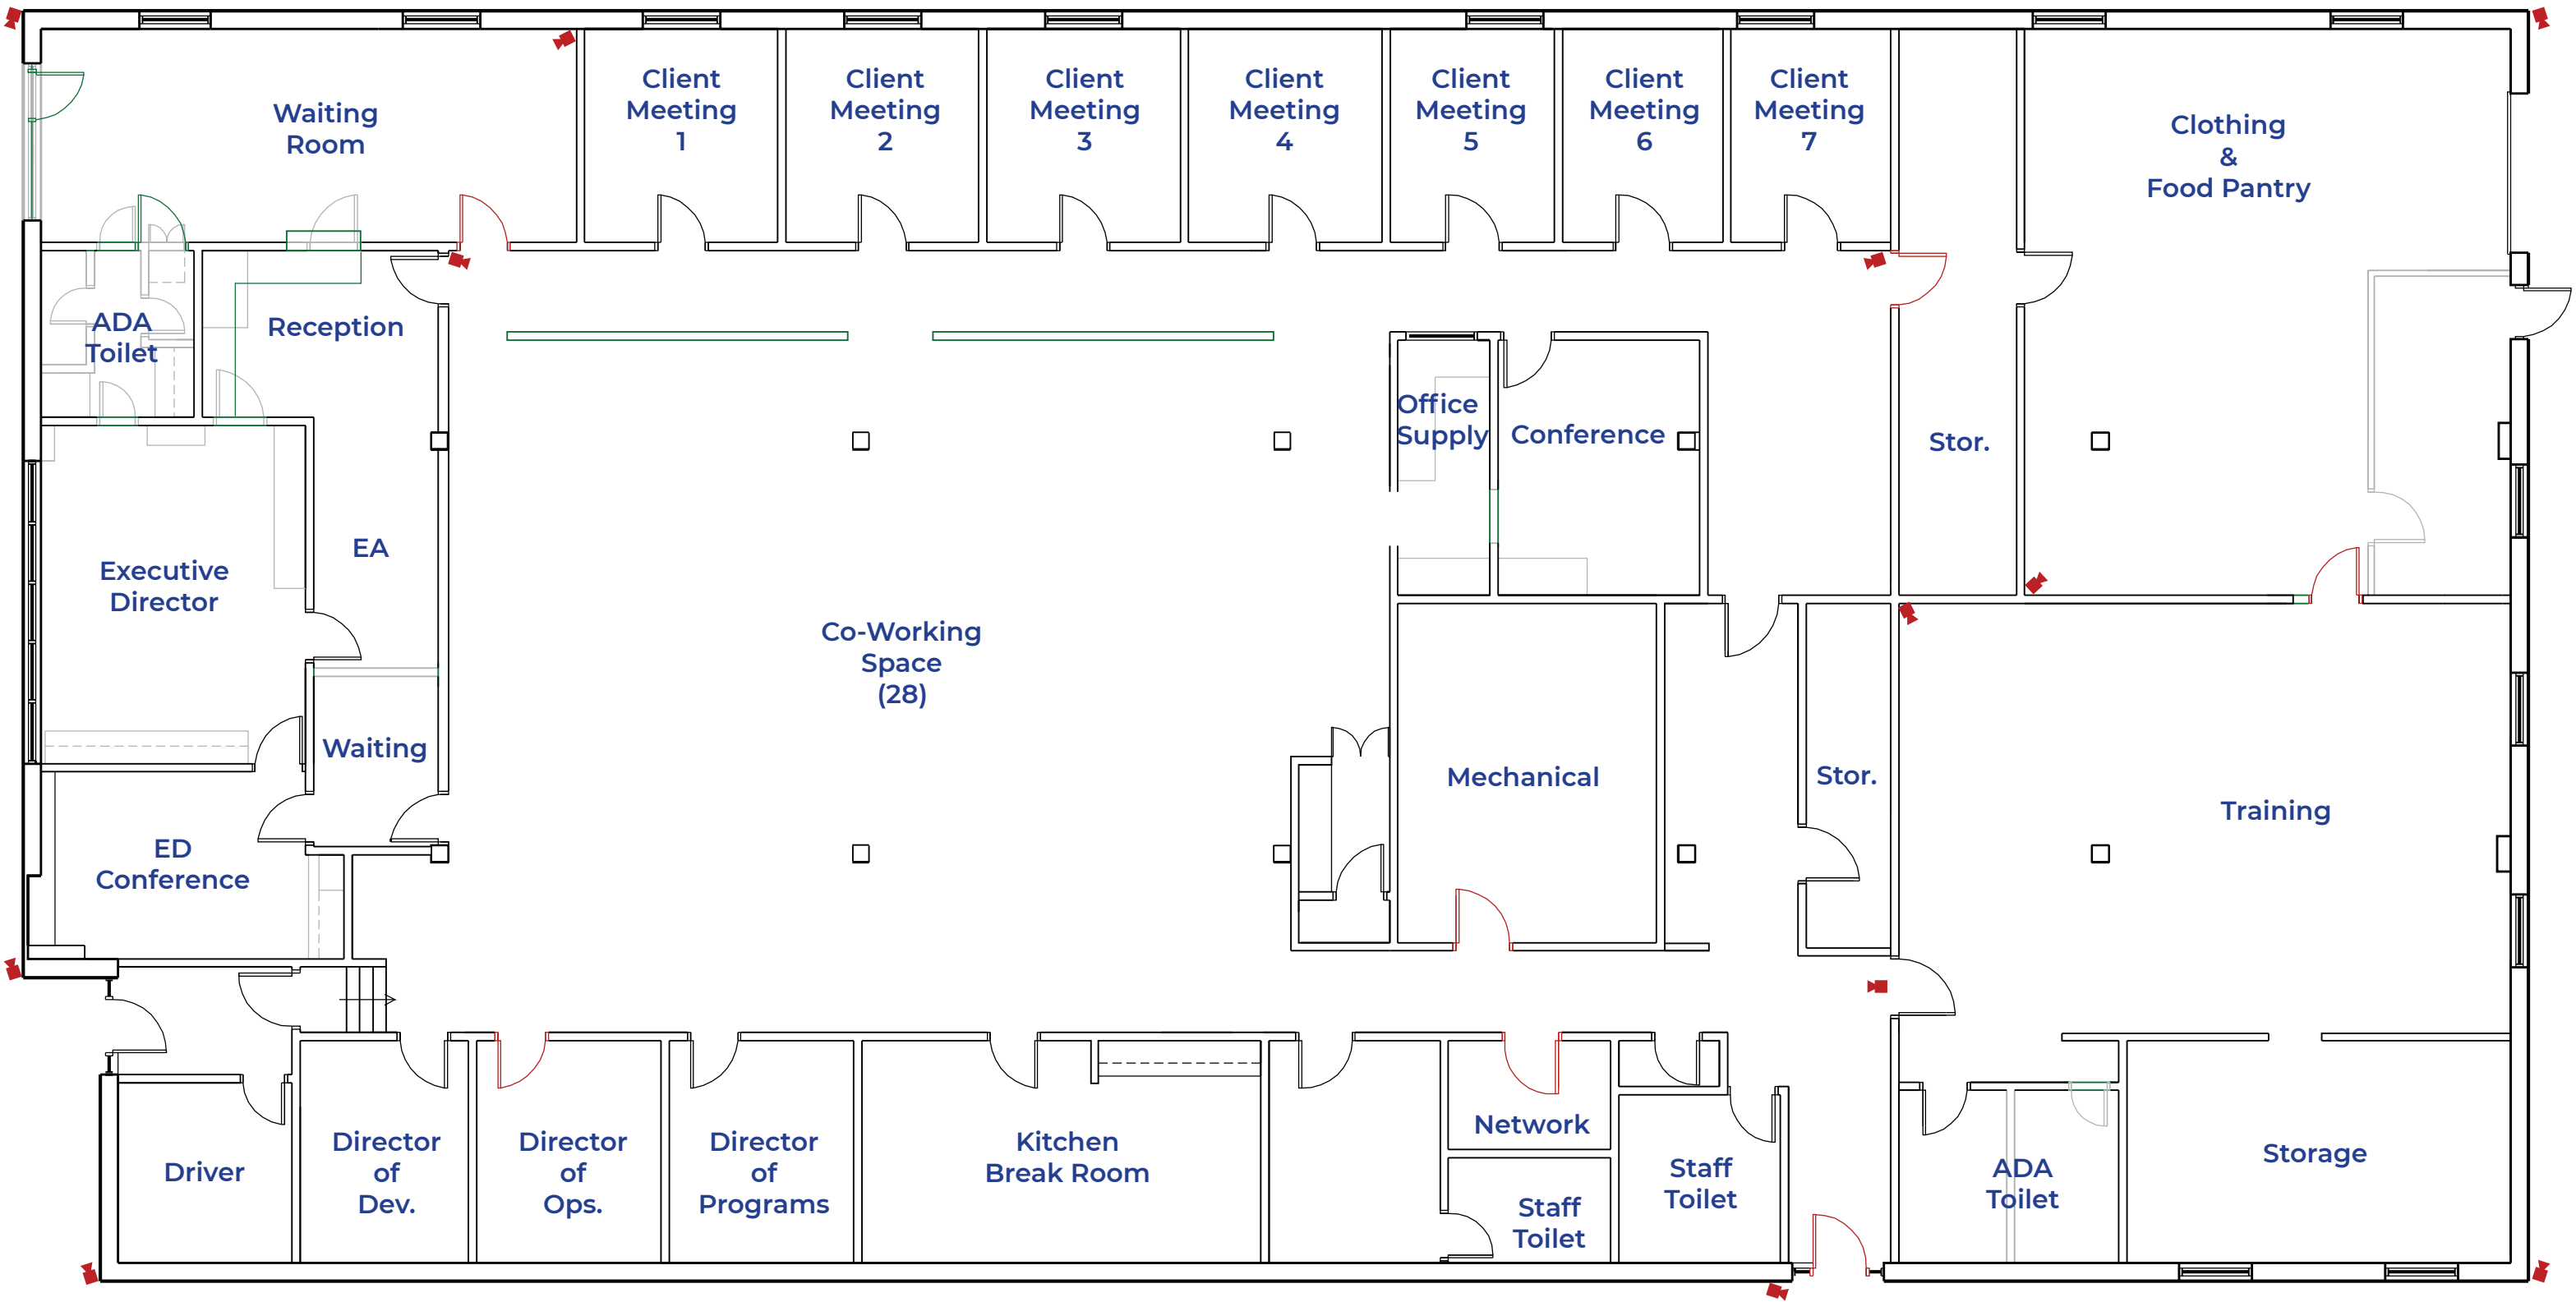 Waiting
Room
Client
Meeting
1
Client
Meeting
2
Client
Meeting
3
Client
Meeting
4
Client
Meeting
5
Client
Meeting
6
Client
Meeting
7
Clothing
&
Food Pantry
ADA
Toilet
Reception
Office
Supply
Conference
Stor.
EA
Executive
Director
Co-Working
Space
(28)
Waiting
Mechanical
Stor.
Training
ED
Conference
Driver
Director
of
Dev.
Director
of
Ops.
Director
of
Programs
Kitchen
Break Room
Network
Staff
Toilet
Staff
Toilet
ADA
Toilet
Storage